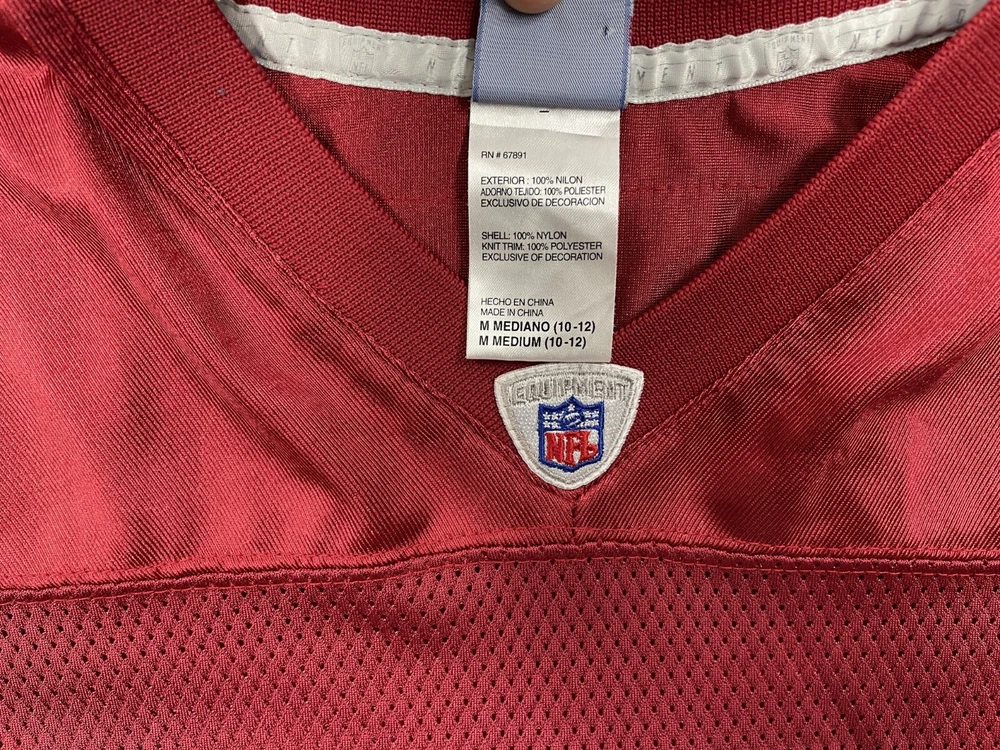 RN # 67891
EXTERIOR : 100% NILON
ADORNO TEJIDO: 100% POLIESTER
EXCLUSIVO DE DECORACION
SHELL: 100% NYLON
KNIT TRIM: 100% POLYESTER
EXCLUSIVE OF DECORATION
HECHO EN CHINA
MADE IN CHINA
M MEDIANO (10-12)
M MEDIUM (10-12)
EQUIPMENT
NFL